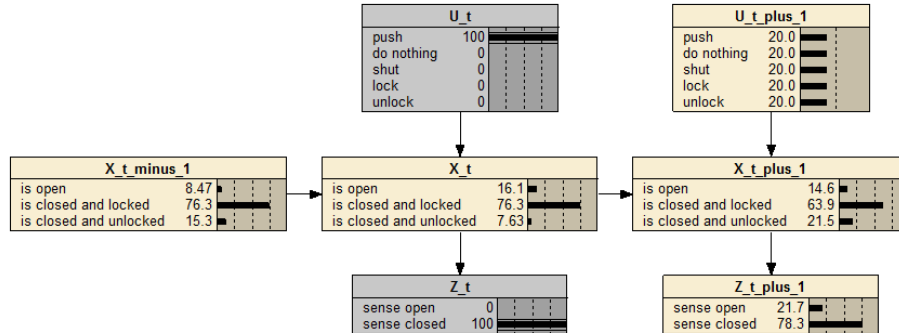 U_t
push 100
do nothing 0
shut 0
lock 0
unlock 0
U_t_plus_1
push 20.0
do nothing 20.0
shut 20.0
lock 20.0
unlock 20.0
X_t_minus_1
is open 8.47
is closed and locked 76.3
is closed and unlocked 15.3
X_t
is open 16.1
is closed and locked 76.3
is closed and unlocked 7.63
X_t_plus_1
is open 14.6
is closed and locked 63.9
is closed and unlocked 21.5
Z_t
sense open 0
sense closed 100
Z_t_plus_1
sense open 21.7
sense closed 78.3